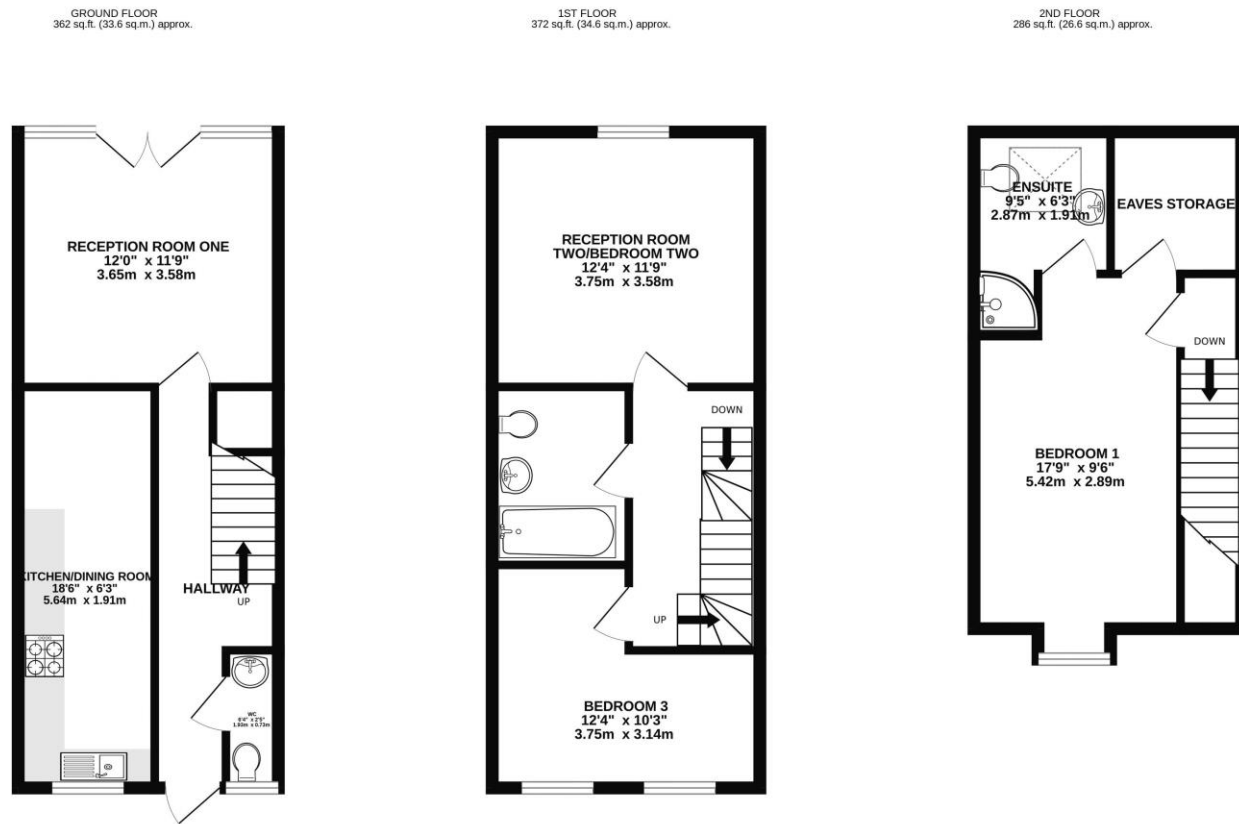 GROUND FLOOR
362 sq.ft. (33.6 sq.m.) approx.
RECEPTION ROOM ONE
12'0" x 11'9"
3.65m x 3.58m
KITCHEN/DINING ROOM
18'6" x 6'3"
5.64m x 1.91m
HALLWAY
UP
WC
1ST FLOOR
372 sq.ft. (34.6 sq.m.) approx.
RECEPTION ROOM
TWO/BEDROOM TWO
12'4" x 11'9"
3.75m x 3.58m
DOWN
UP
BEDROOM 3
12'4" x 10'3"
3.75m x 3.14m
2ND FLOOR
286 sq.ft. (26.6 sq.m.) approx.
ENSUITE
9'5" x 6'3"
2.87m x 1.91m
EAVES STORAGE
DOWN
BEDROOM 1
17'9" x 9'6"
5.42m x 2.89m